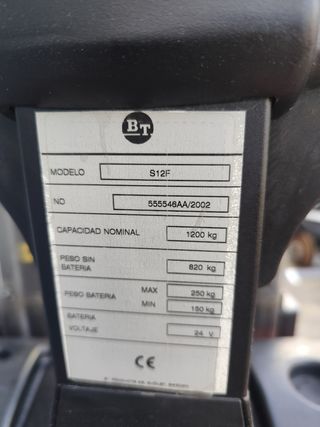 BT
MODELO S12F
NO 555546AA/2002
CAPACIDAD NOMINAL 1200 kg
PESO SIN
BATERIA 820 kg
PESO BATERIA MAX 250 kg
MIN 150 kg
BATERIA
VOLTAJE 24 V
CE